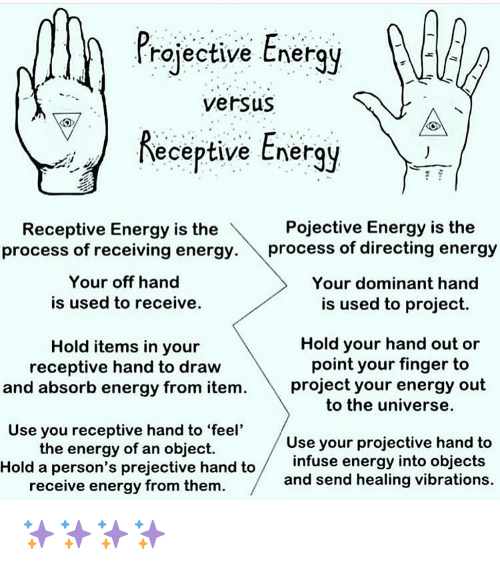 Projective Energy
versus
Receptive Energy
Receptive Energy is the
process of receiving energy.
Your off hand
is used to receive.
Hold items in your
receptive hand to draw
and absorb energy from item.
Use you receptive hand to ‘feel’
the energy of an object.
Hold a person's prejective hand to
receive energy from them.
Pojective Energy is the
process of directing energy
Your dominant hand
is used to project.
Hold your hand out or
point your finger to
project your energy out
to the universe.
Use your projective hand to
infuse energy into objects
and send healing vibrations.